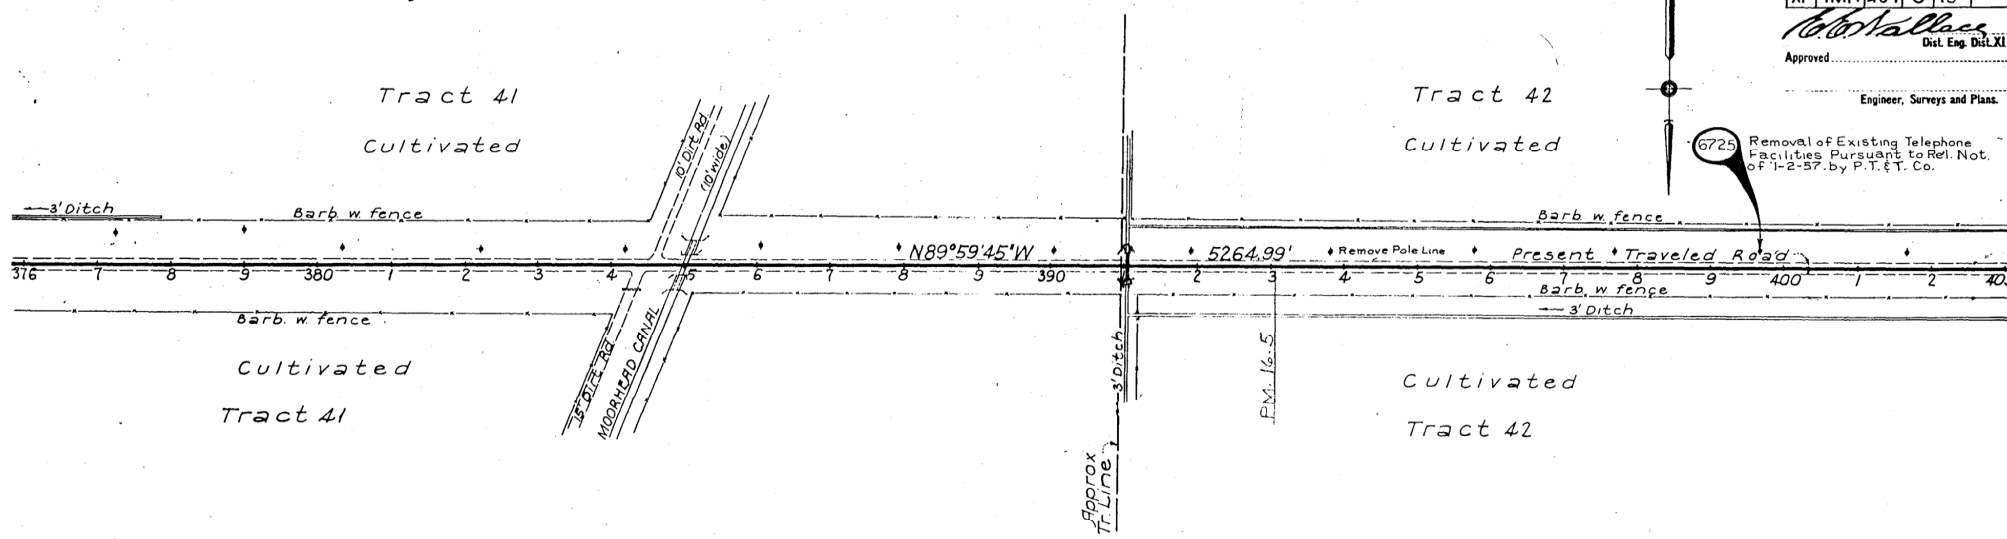 Dist. Eng. Dist. XI
Approved
Engineer, Surveys and Plans.
Tract 41
Cultivated
Tract 42
Cultivated
6725
Removal of Existing Telephone
Facilities Pursuant to Rel. Not.
of 1-2-57. by P.T.&T. Co.
10' Dirt Rd
(10' wide)
3' Ditch
Barb. w. fence
Barb. w. fence
N89°59'45"W
5264.99'
Remove Pole Line
Present Traveled Road
376 7 8 9 380 1 2 3 4 5 6 7 8 9 390 1 2 3 4 5 6 7 8 9 400 1 2 403
Barb. w. fence
Barb. w. fence
3' Ditch
15' Dirt Rd
MOORHEAD CANAL
3' Ditch
P.M. 16.5
Cultivated
Tract 41
Cultivated
Tract 42
Approx
Tr. Line